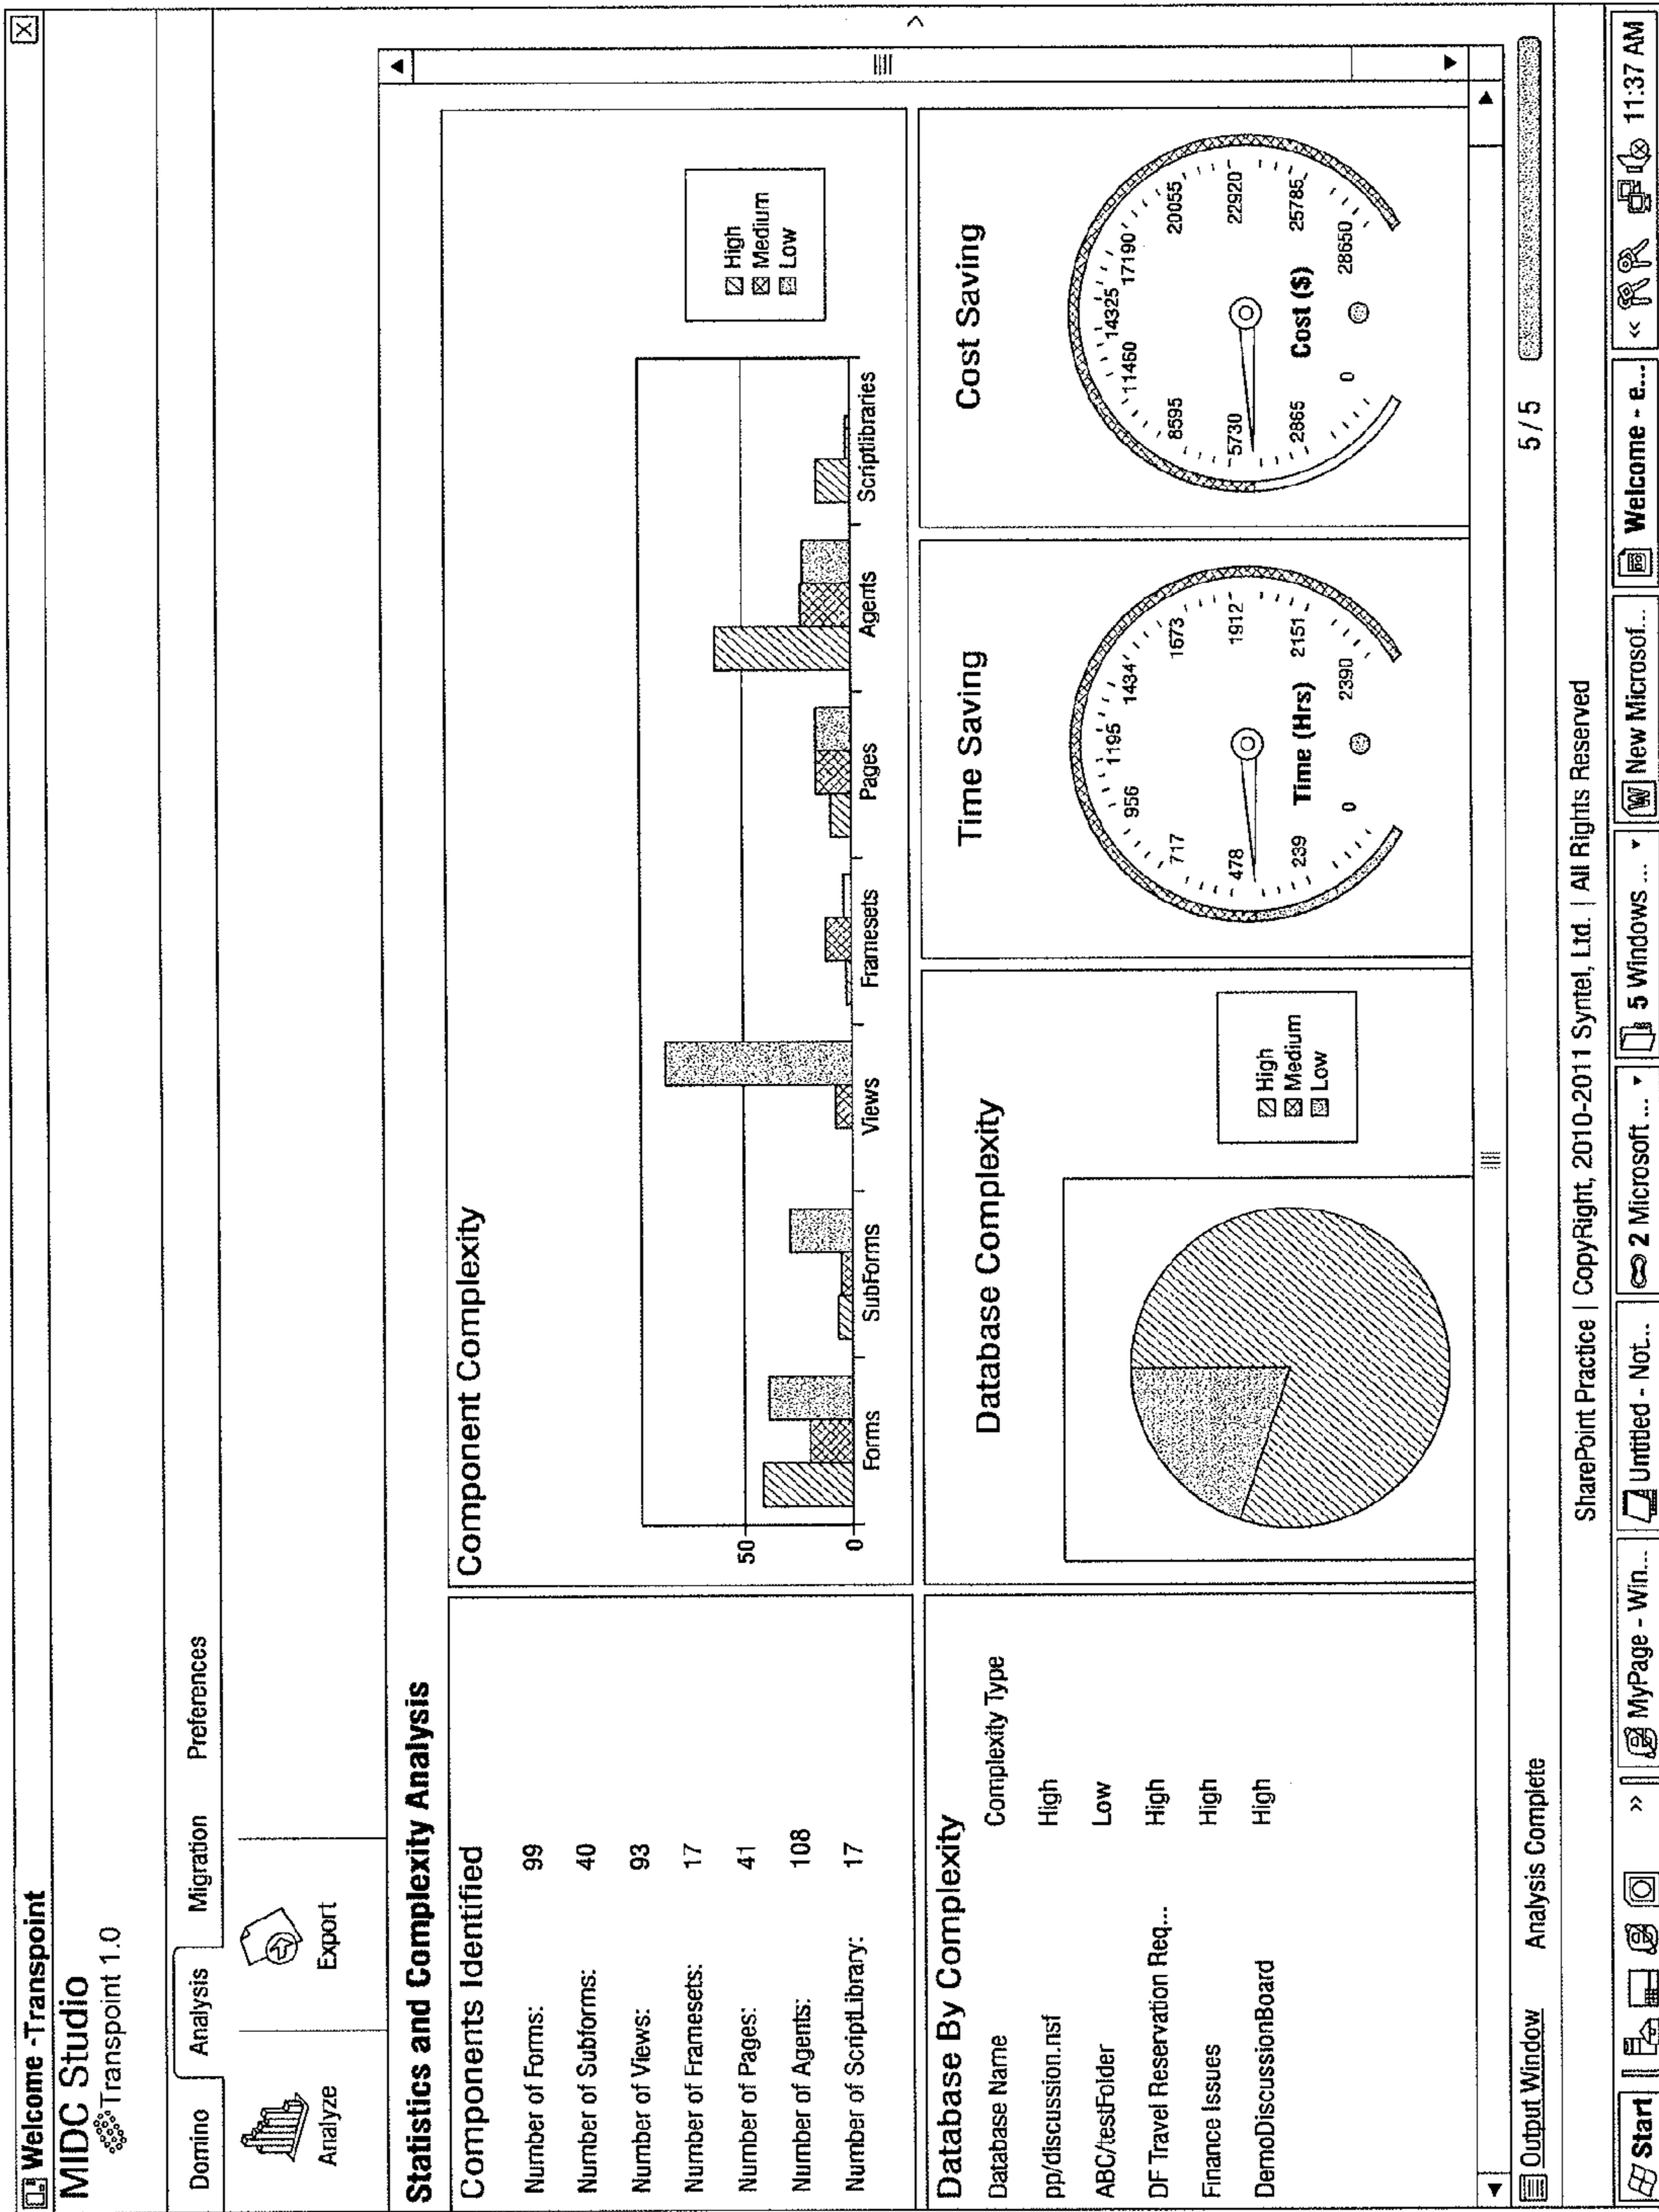 Welcome -Transpoint
MIDC Studio
Transpoint 1.0
Domino Analysis Migration Preferences
Analyze Export
Statistics and Complexity Analysis
Components Identified
Number of Forms: 99
Number of Subforms: 40
Number of Views: 93
Number of Framesets: 17
Number of Pages: 41
Number of Agents: 108
Number of ScriptLibrary: 17
Component Complexity
50
0
Forms SubForms Views Framesets Pages Agents Scriptlibraries
High
Medium
Low
Database By Complexity
Database Name Complexity Type
pp/discussion.nsf High
ABC/testFolder Low
DF Travel Reservation Req... High
Finance Issues High
DemoDiscussionBoard High
Database Complexity
High
Medium
Low
Time Saving
0 239 478 717 956 1195 1434 1673 1912 2151 2390
Time (Hrs)
Cost Saving
0 2865 5730 8595 11460 14325 17190 20055 22920 25785 28650
Cost ($)
Output Window Analysis Complete 5 / 5
SharePoint Practice | CopyRight, 2010-2011 Syntel, Ltd. | All Rights Reserved
Start » MyPage - Win... Untitled - Not... 2 Microsoft ... 5 Windows ... W New Microsof... Welcome - e... « 11:37 AM